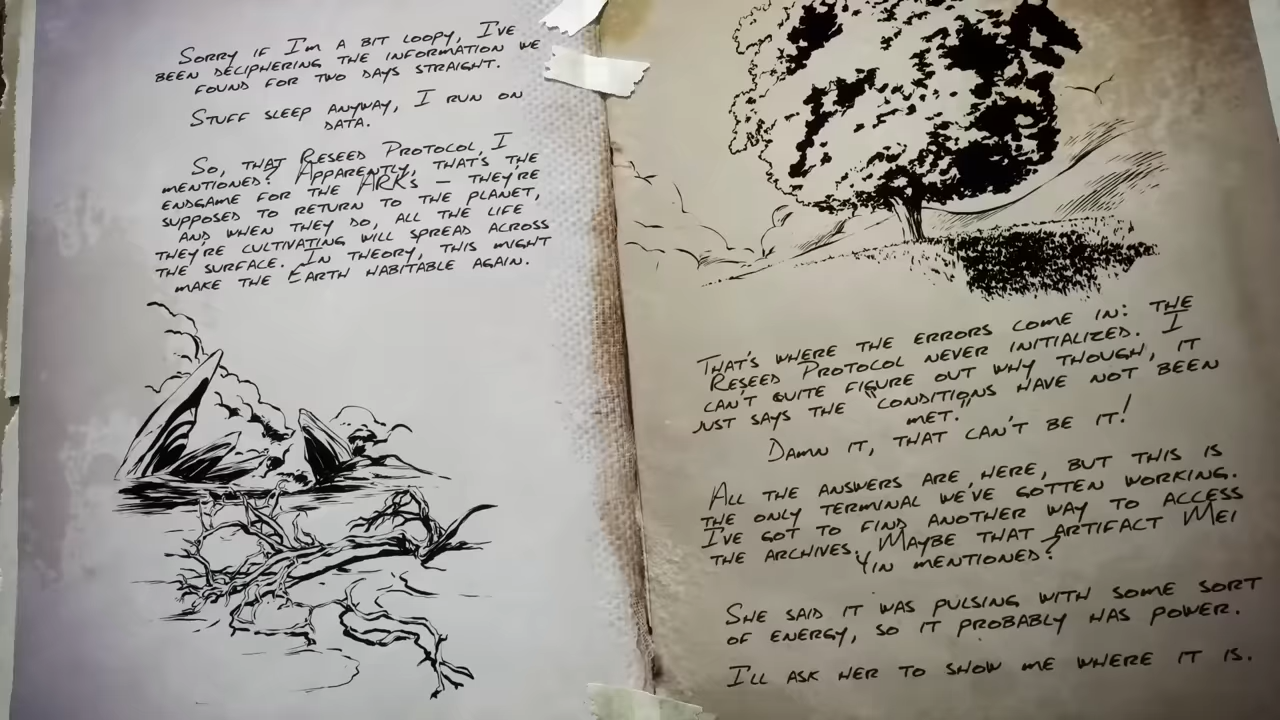 SORRY IF I'M A BIT LOOPY, I'VE
BEEN DECIPHERING THE INFORMATION WE
FOUND FOR TWO DAYS STRAIGHT.
STUFF SLEEP ANYWAY, I RUN ON
DATA.
SO, THAT RESEED PROTOCOL I
MENTIONED? APPARENTLY, THAT'S THE
ENDGAME FOR THE ARKS – THEY'RE
SUPPOSED TO RETURN TO THE PLANET,
AND WHEN THEY DO, ALL THE LIFE
THEY'RE CULTIVATING WILL SPREAD ACROSS
THE SURFACE. IN THEORY, THIS MIGHT
MAKE THE EARTH HABITABLE AGAIN.
THAT'S WHERE THE ERRORS COME IN: THE
RESEED PROTOCOL NEVER INITIALIZED. I
CAN'T QUITE FIGURE OUT WHY THOUGH, IT
JUST SAYS THE "CONDITIONS HAVE NOT BEEN
MET."
DAMN IT, THAT CAN'T BE IT!
ALL THE ANSWERS ARE HERE, BUT THIS IS
THE ONLY TERMINAL WE'VE GOTTEN WORKING.
I'VE GOT TO FIND ANOTHER WAY TO ACCESS
THE ARCHIVES. MAYBE THAT ARTIFACT MEI
YIN MENTIONED?
SHE SAID IT WAS PULSING WITH SOME SORT
OF ENERGY, SO IT PROBABLY HAS POWER.
I'LL ASK HER TO SHOW ME WHERE IT IS.